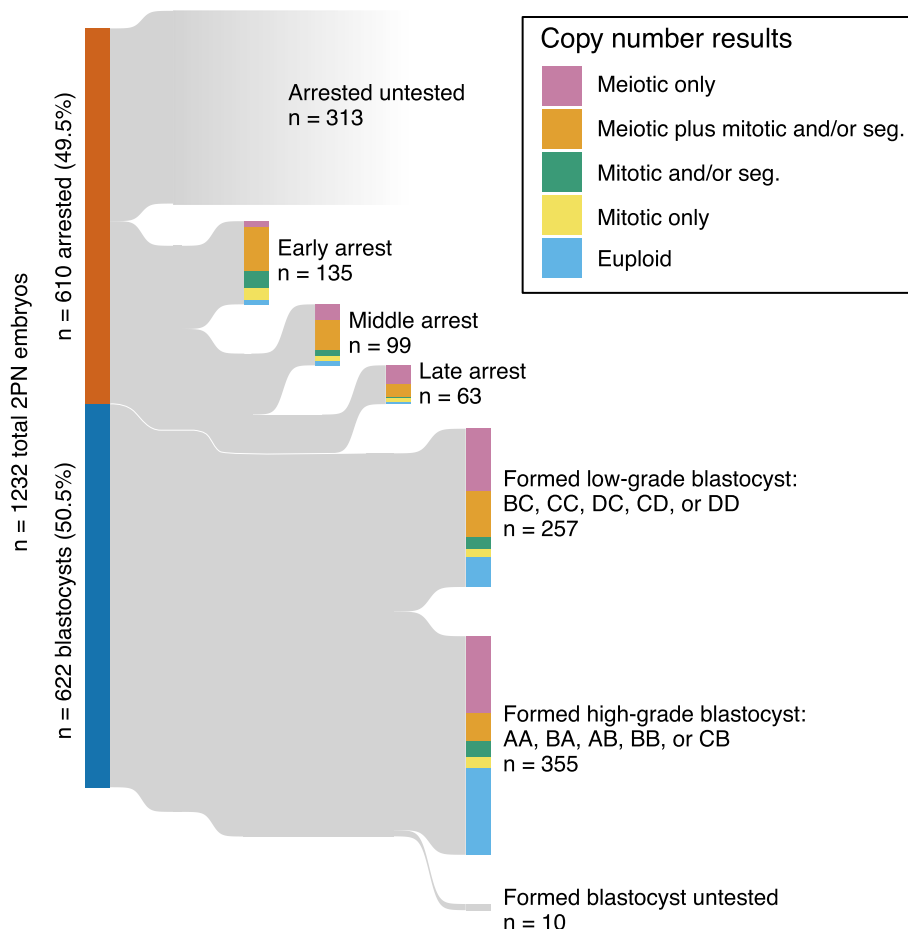 n = 1232 total 2PN embryos
n = 610 arrested (49.5%)
n = 622 blastocysts (50.5%)
Arrested untested
n = 313
Early arrest
n = 135
Middle arrest
n = 99
Late arrest
n = 63
Formed low-grade blastocyst:
BC, CC, DC, CD, or DD
n = 257
Formed high-grade blastocyst:
AA, BA, AB, BB, or CB
n = 355
Formed blastocyst untested
n = 10
Copy number results
Meiotic only
Meiotic plus mitotic and/or seg.
Mitotic and/or seg.
Mitotic only
Euploid